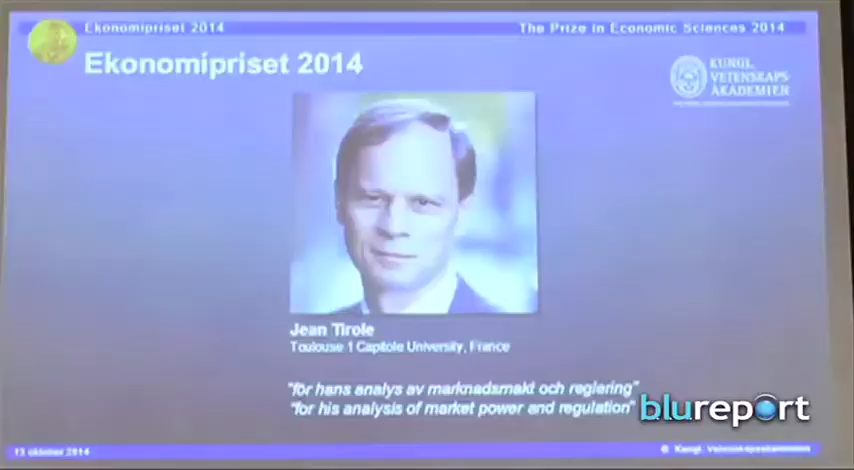 Ekonomipriset 2014
The Prize in Economic Sciences 2014
Ekonomipriset 2014
KUNGL.
VETENSKAPS
AKADEMIEN
Jean Tirole
Toulouse 1 Capitole University, France
"för hans analys av marknadsmakt och reglering"
"for his analysis of market power and regulation"
blureport
13 oktober 2014
© Kungl. Vetenskapsakademien